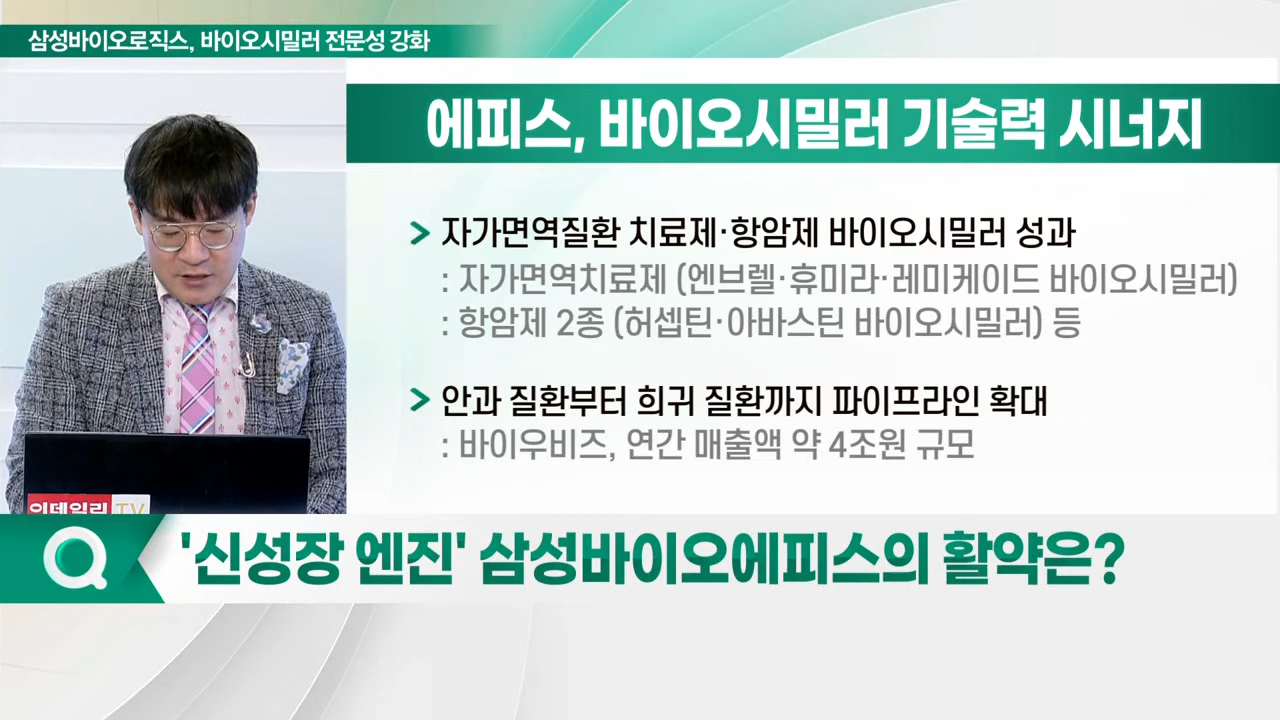 삼성바이오로직스, 바이오시밀러 전문성 강화
에피스, 바이오시밀러 기술력 시너지
자가면역질환 치료제·항암제 바이오시밀러 성과
: 자가면역치료제 (엔브렐·휴미라·레미케이드 바이오시밀러)
: 항암제 2종 (허셉틴·아바스틴 바이오시밀러) 등
안과 질환부터 희귀 질환까지 파이프라인 확대
: 바이우비즈, 연간 매출액 약 4조원 규모
이데일리 TV
Q '신성장 엔진' 삼성바이오에피스의 활약은?